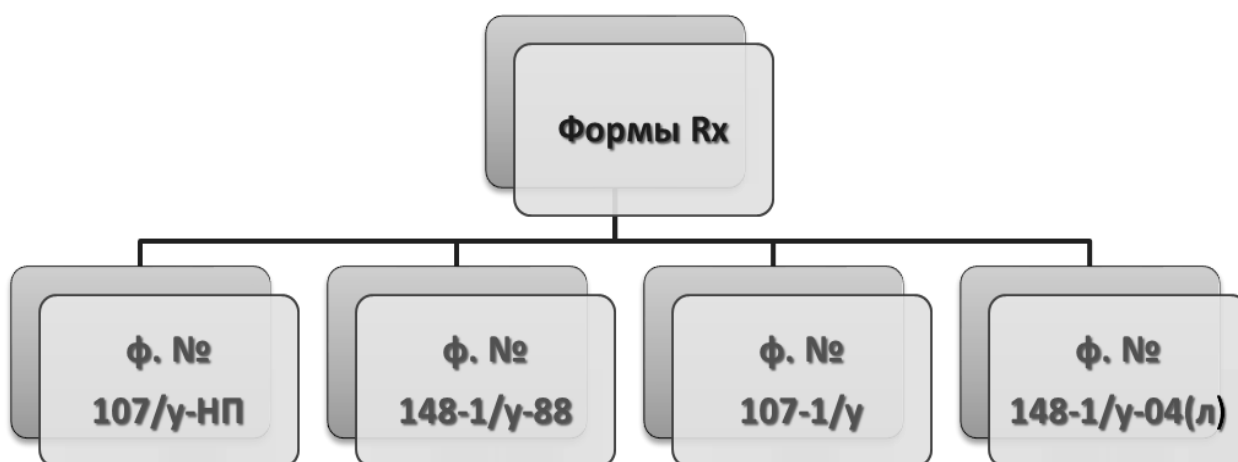 Формы Rx
ф. №
107/у-НП
ф. №
148-1/у-88
ф. №
107-1/у
ф. №
148-1/у-04(л)